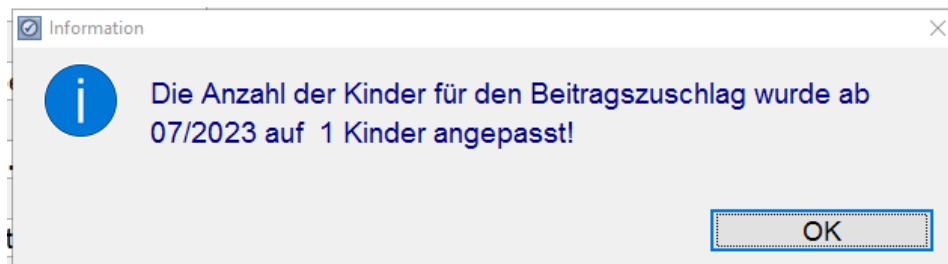 Information
Die Anzahl der Kinder für den Beitragszuschlag wurde ab
07/2023 auf  1 Kinder angepasst!
OK